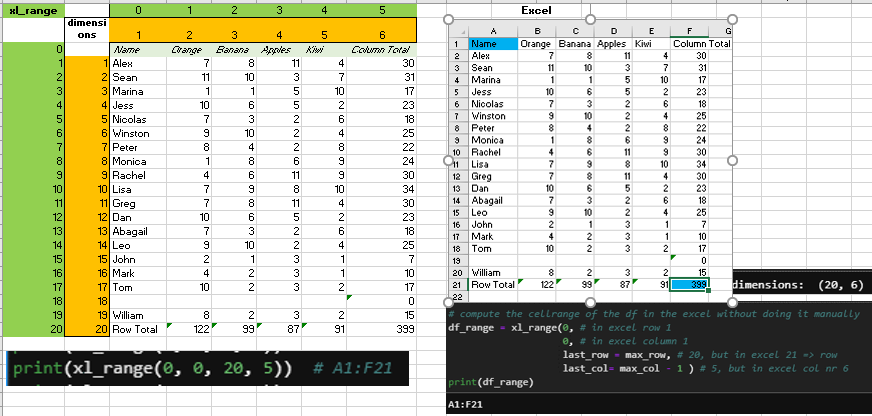 xl_range 0 1 2 3 4 5
dimensi
ons 1 2 3 4 5 6
0 Name Orange Banana Apples Kiwi Column Total
1 1 Alex 7 8 11 4 30
2 2 Sean 11 10 3 7 31
3 3 Marina 1 1 5 10 17
4 4 Jess 10 6 5 2 23
5 5 Nicolas 7 3 2 6 18
6 6 Winston 9 10 2 4 25
7 7 Peter 8 4 2 8 22
8 8 Monica 1 8 6 9 24
9 9 Rachel 4 6 11 9 30
10 10 Lisa 7 9 8 10 34
11 11 Greg 7 8 11 4 30
12 12 Dan 10 6 5 2 23
13 13 Abagail 7 3 2 6 18
14 14 Leo 9 10 2 4 25
15 15 John 2 1 3 1 7
16 16 Mark 4 2 3 1 10
17 17 Tom 10 2 3 2 17
18 18 0
19 19 William 8 2 3 2 15
20 20 Row Total 122 99 87 91 399
print(xl_range(0, 0, 20, 5)) # A1:F21
Excel
A B C D E F G
1 Name Orange Banana Apples Kiwi Column Total
2 Alex 7 8 11 4 30
3 Sean 11 10 3 7 31
4 Marina 1 1 5 10 17
5 Jess 10 6 5 2 23
6 Nicolas 7 3 2 6 18
7 Winston 9 10 2 4 25
8 Peter 8 4 2 8 22
9 Monica 1 8 6 9 24
10 Rachel 4 6 11 9 30
11 Lisa 7 9 8 10 34
12 Greg 7 8 11 4 30
13 Dan 10 6 5 2 23
14 Abagail 7 3 2 6 18
15 Leo 9 10 2 4 25
16 John 2 1 3 1 7
17 Mark 4 2 3 1 10
18 Tom 10 2 3 2 17
19 0
20 William 8 2 3 2 15
21 Row Total 122 99 87 91 399
22
dimensions: (20, 6)
# compute the cellrange of the df in the excel without doing it manually
df_range = xl_range(0, # in excel row 1
0, # in excel column 1
last_row = max_row, # 20, but in excel 21 => row
last_col= max_col - 1 ) # 5, but in excel col nr 6
print(df_range)
A1:F21